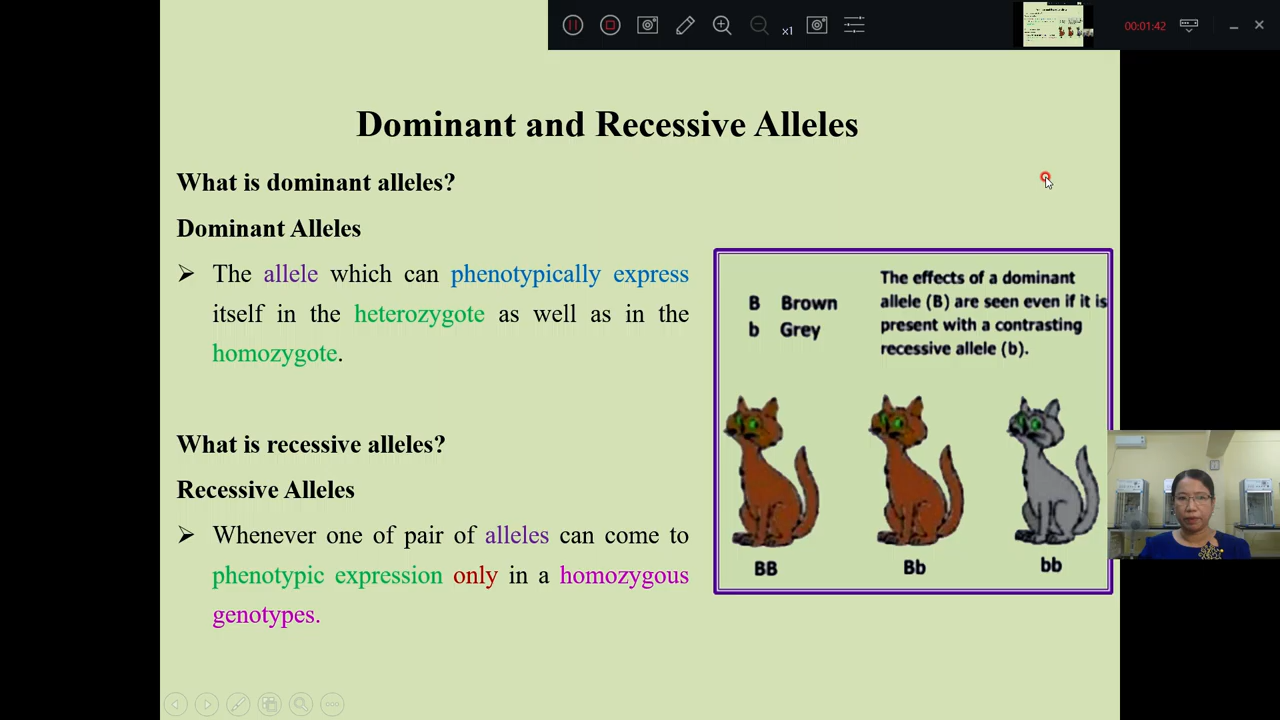 x1
00:01:42
Dominant and Recessive Alleles
What is dominant alleles?
Dominant Alleles
The allele which can phenotypically express
itself in the heterozygote as well as in the
homozygote.
What is recessive alleles?
Recessive Alleles
Whenever one of pair of alleles can come to
phenotypic expression only in a homozygous
genotypes.
B Brown
b Grey
The effects of a dominant
allele (B) are seen even if it is
present with a contrasting
recessive allele (b).
BB
Bb
bb